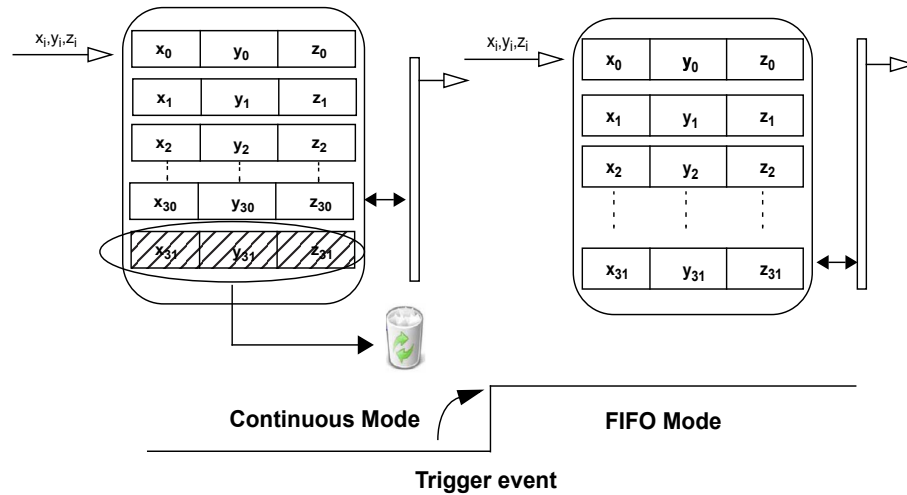 xi,yi,zi
x0 y0 z0
x1 y1 z1
x2 y2 z2
x30 y30 z30
x31 y31 z31
xi,yi,zi
x0 y0 z0
x1 y1 z1
x2 y2 z2
x31 y31 z31
Continuous Mode
FIFO Mode
Trigger event